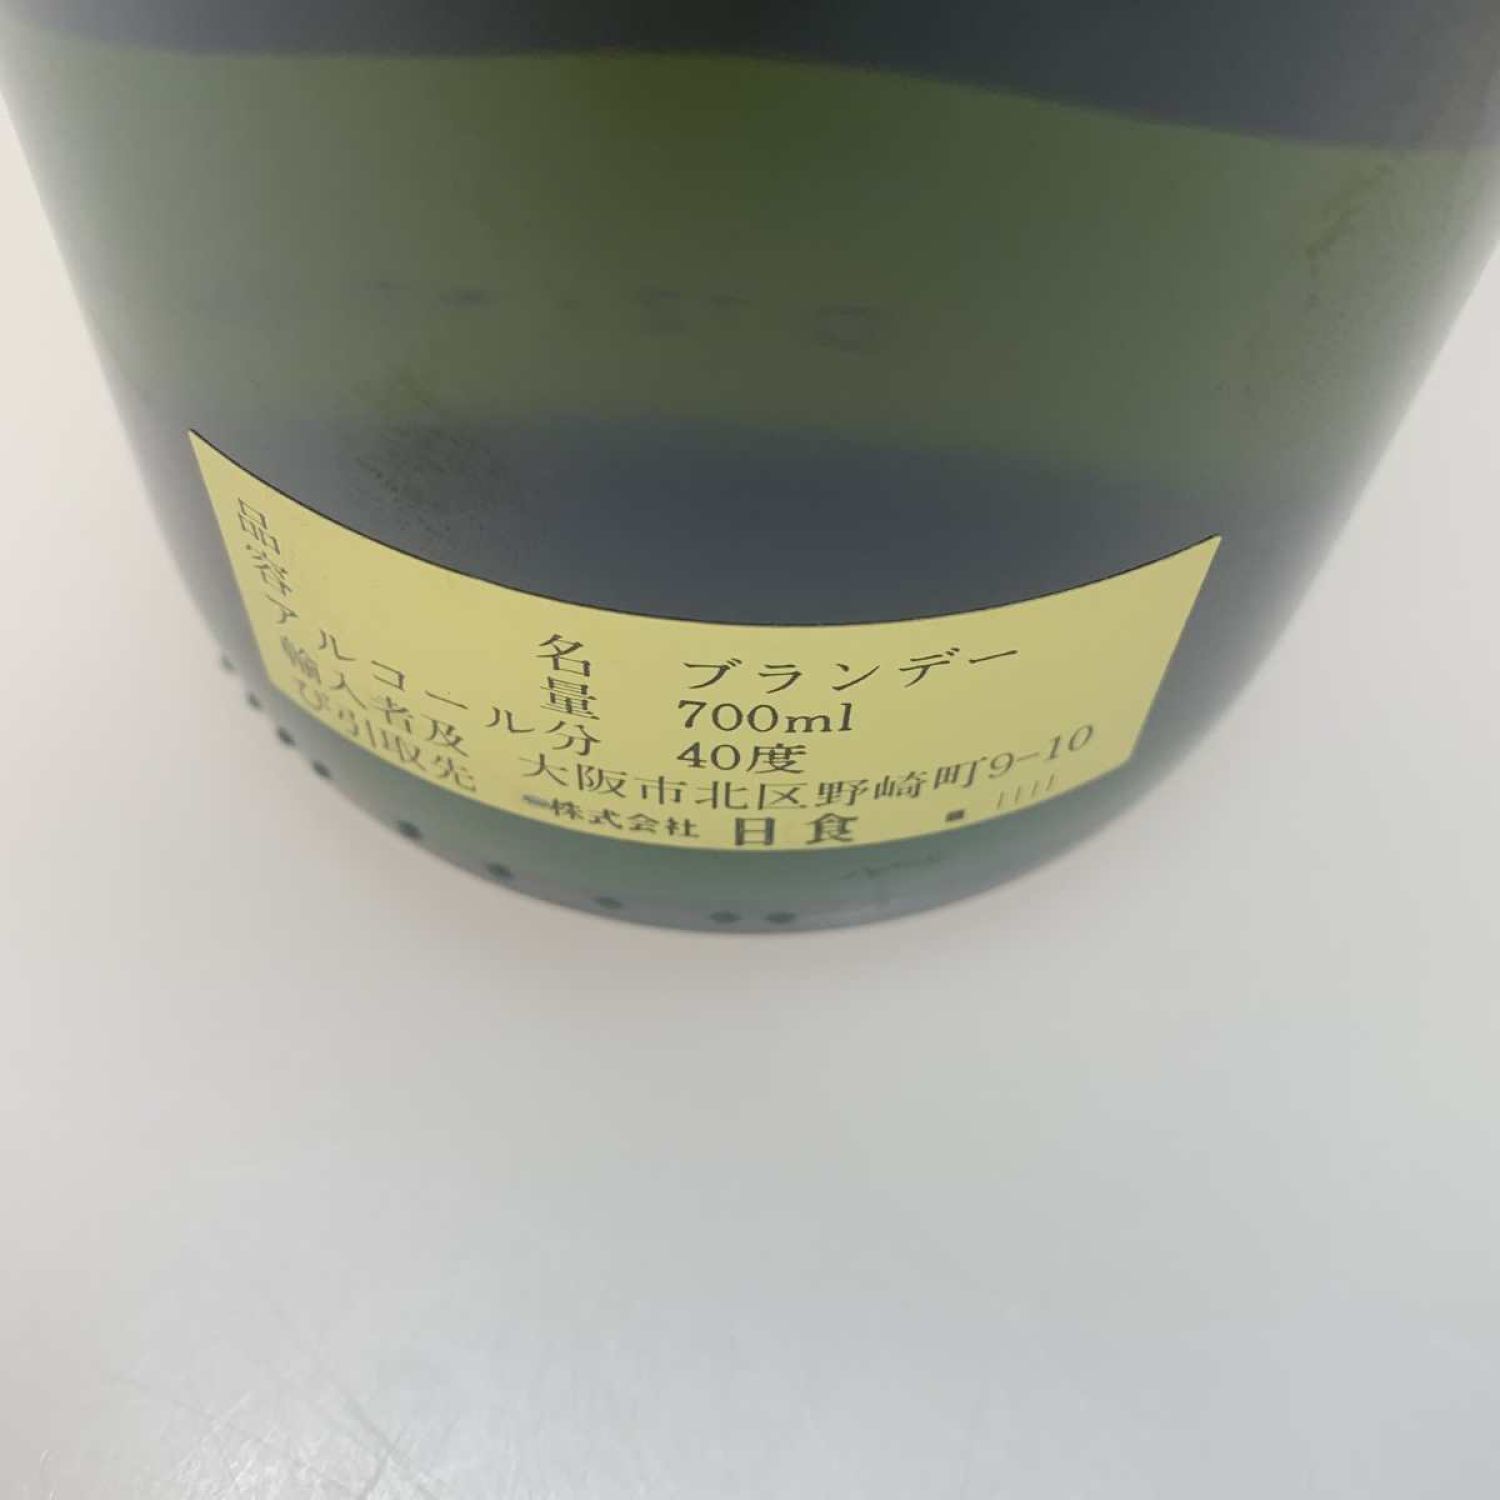 品名 ブランデー
容量 700ml
アルコール分 40度
輸入者及び引取先 大阪市北区野崎町9-10
株式会社 日食